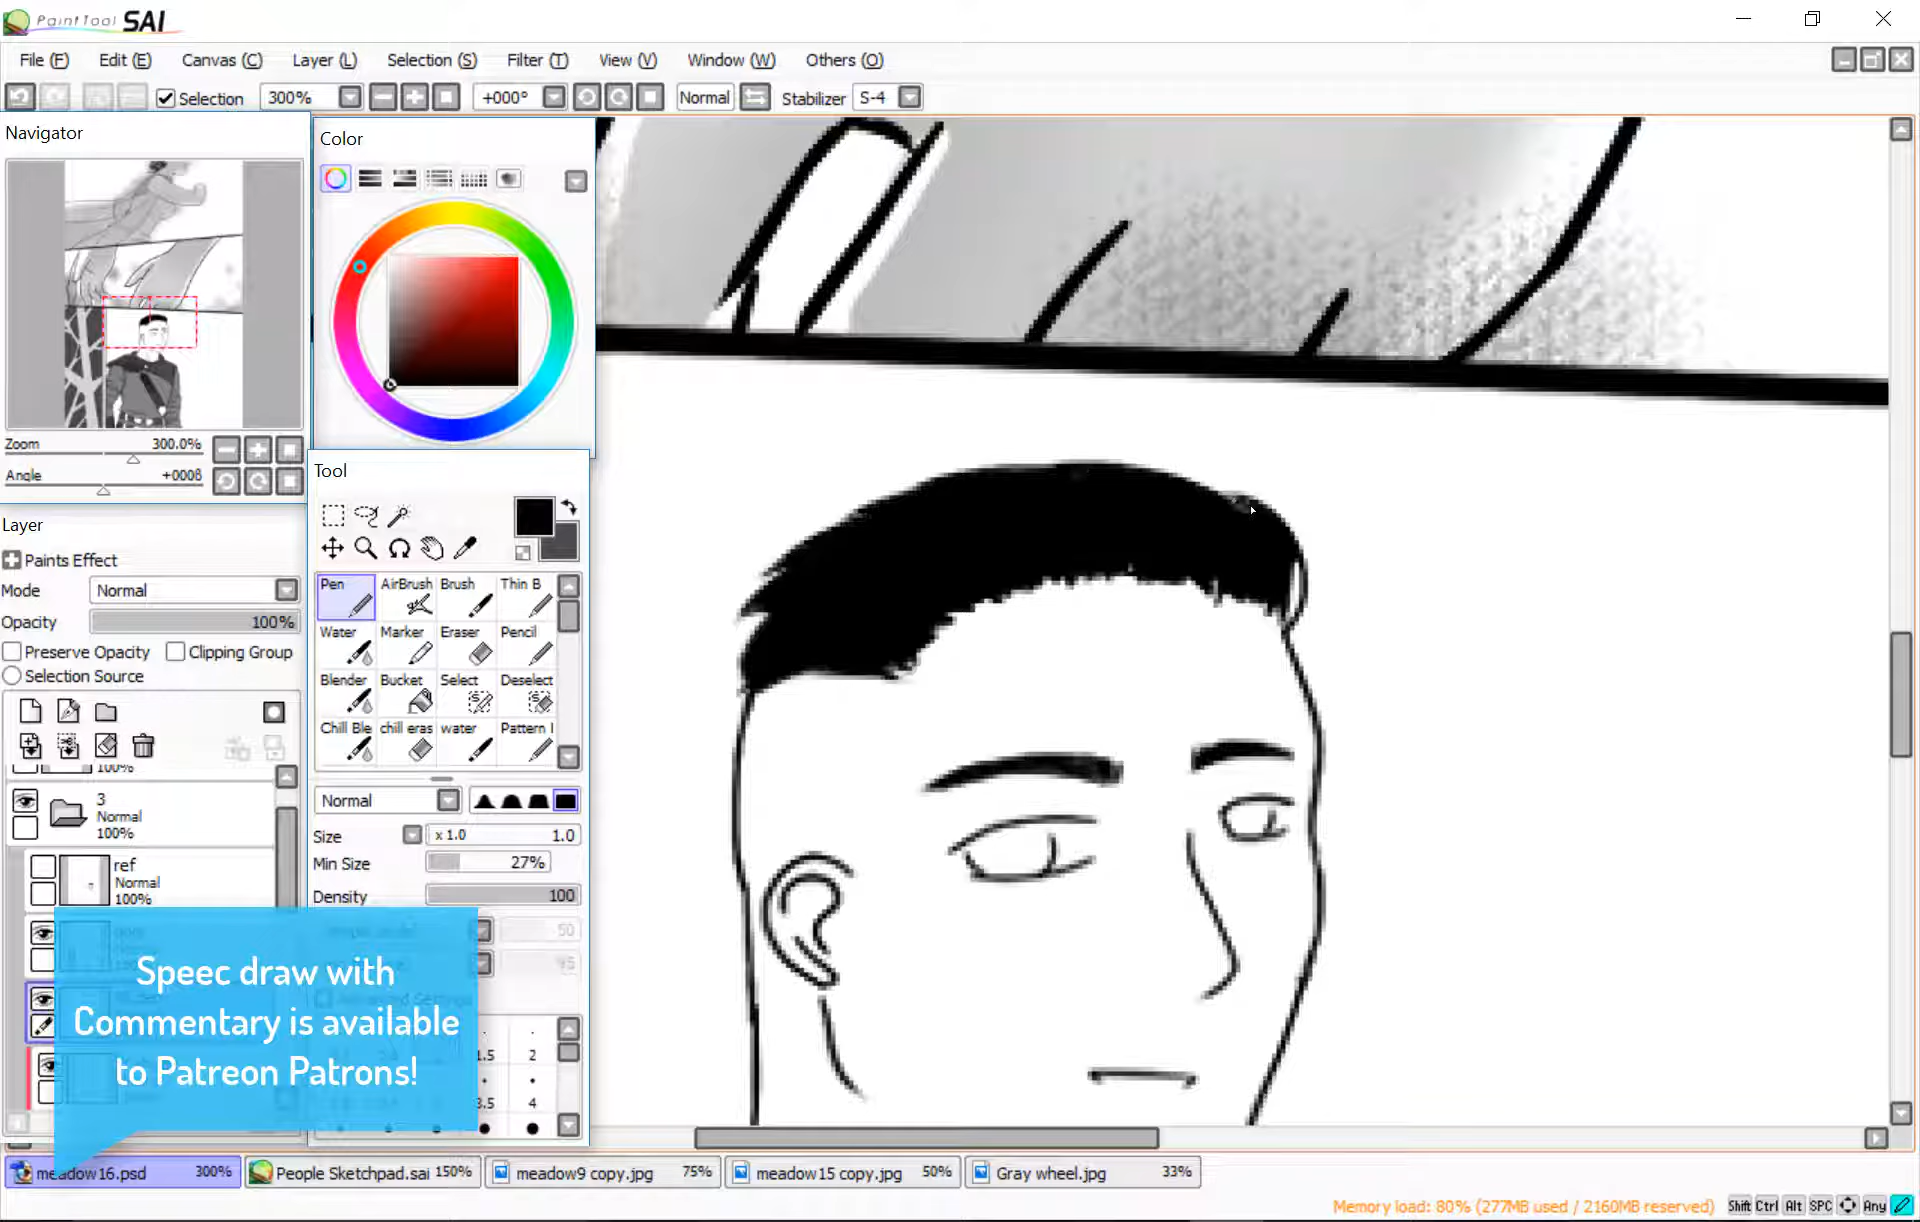 PaintTool SAI
File (F) Edit (E) Canvas (C) Layer (L) Selection (S) Filter (T) View (V) Window (W) Others (O)
Selection 300% +000° Normal Stabilizer S-4
Navigator
Zoom 300.0%
Angle +000ß
Color
Layer
Paints Effect
Mode Normal
Opacity 100%
Preserve Opacity Clipping Group
Selection Source
100%
3
Normal
100%
ref
Normal
100%
Tool
Pen AirBrush Brush Thin B
Water Marker Eraser Pencil
Blender Bucket Select Deselect
Chill Ble chill eras water Pattern
Normal
Size x 1.0 1.0
Min Size 27%
Density 100
50
95
1.5 2
3.5 4
Speec draw with
Commentary is available
to Patreon Patrons!
meadow16.psd 300% People Sketchpad.sai 150% meadow9 copy.jpg 75% meadow15 copy.jpg 50% Gray wheel.jpg 33%
Memory load: 80% (277MB used / 2160MB reserved) Shift Ctrl Alt SPC Any